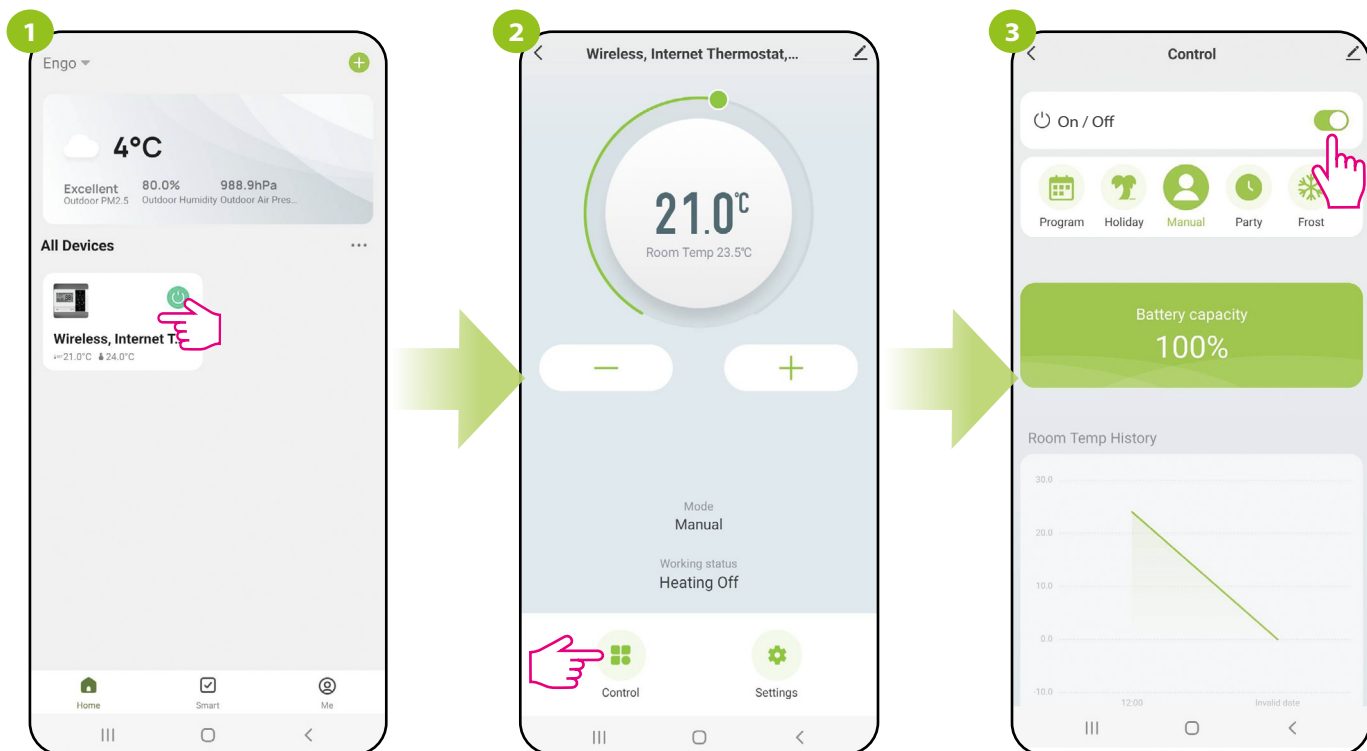 1
Engo
4°C
Excellent 80.0% 988.9hPa
Outdoor PM2.5 Outdoor Humidity Outdoor Air Pres...
All Devices
Wireless, Internet T...
21.0°C 24.0°C
Home Smart Me
2
Wireless, Internet Thermostat,...
21.0°C
Room Temp 23.5°C
Mode
Manual
Working status
Heating Off
Control Settings
3
Control
On / Off
Program Holiday Manual Party Frost
Battery capacity
100%
Room Temp History
30.0
20.0
10.0
0.0
-10.0
12:00 Invalid date